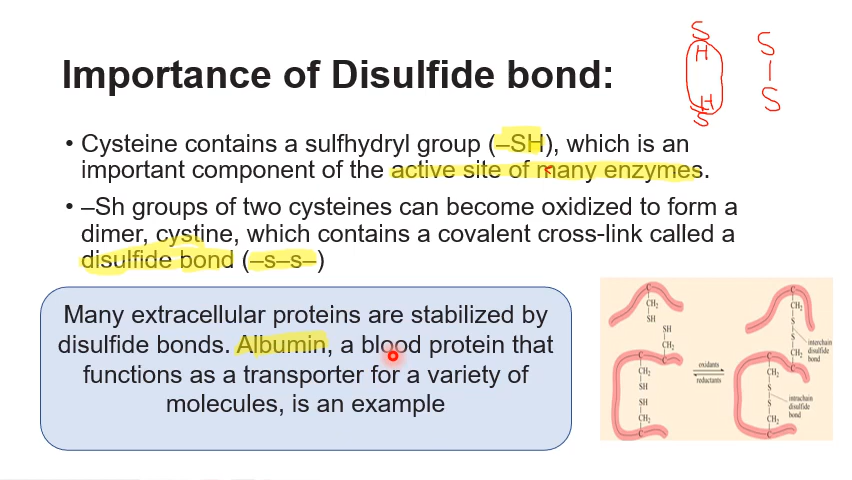 Importance of Disulfide bond:
S
H
H
S
S
S
• Cysteine contains a sulfhydryl group (–SH), which is an
important component of the active site of many enzymes.
• –Sh groups of two cysteines can become oxidized to form a
dimer, cystine, which contains a covalent cross-link called a
disulfide bond (–s–s–)
Many extracellular proteins are stabilized by
disulfide bonds. Albumin, a blood protein that
functions as a transporter for a variety of
molecules, is an example
C
CH₂
SH
SH
CH₂
C
C
CH₂
SH
SH
CH₂
C
oxidants
reductants
C
CH₂
S
S
CH₂
C
interchain
disulfide
bond
C
CH₂
S
S
CH₂
C
intrachain
disulfide
bond